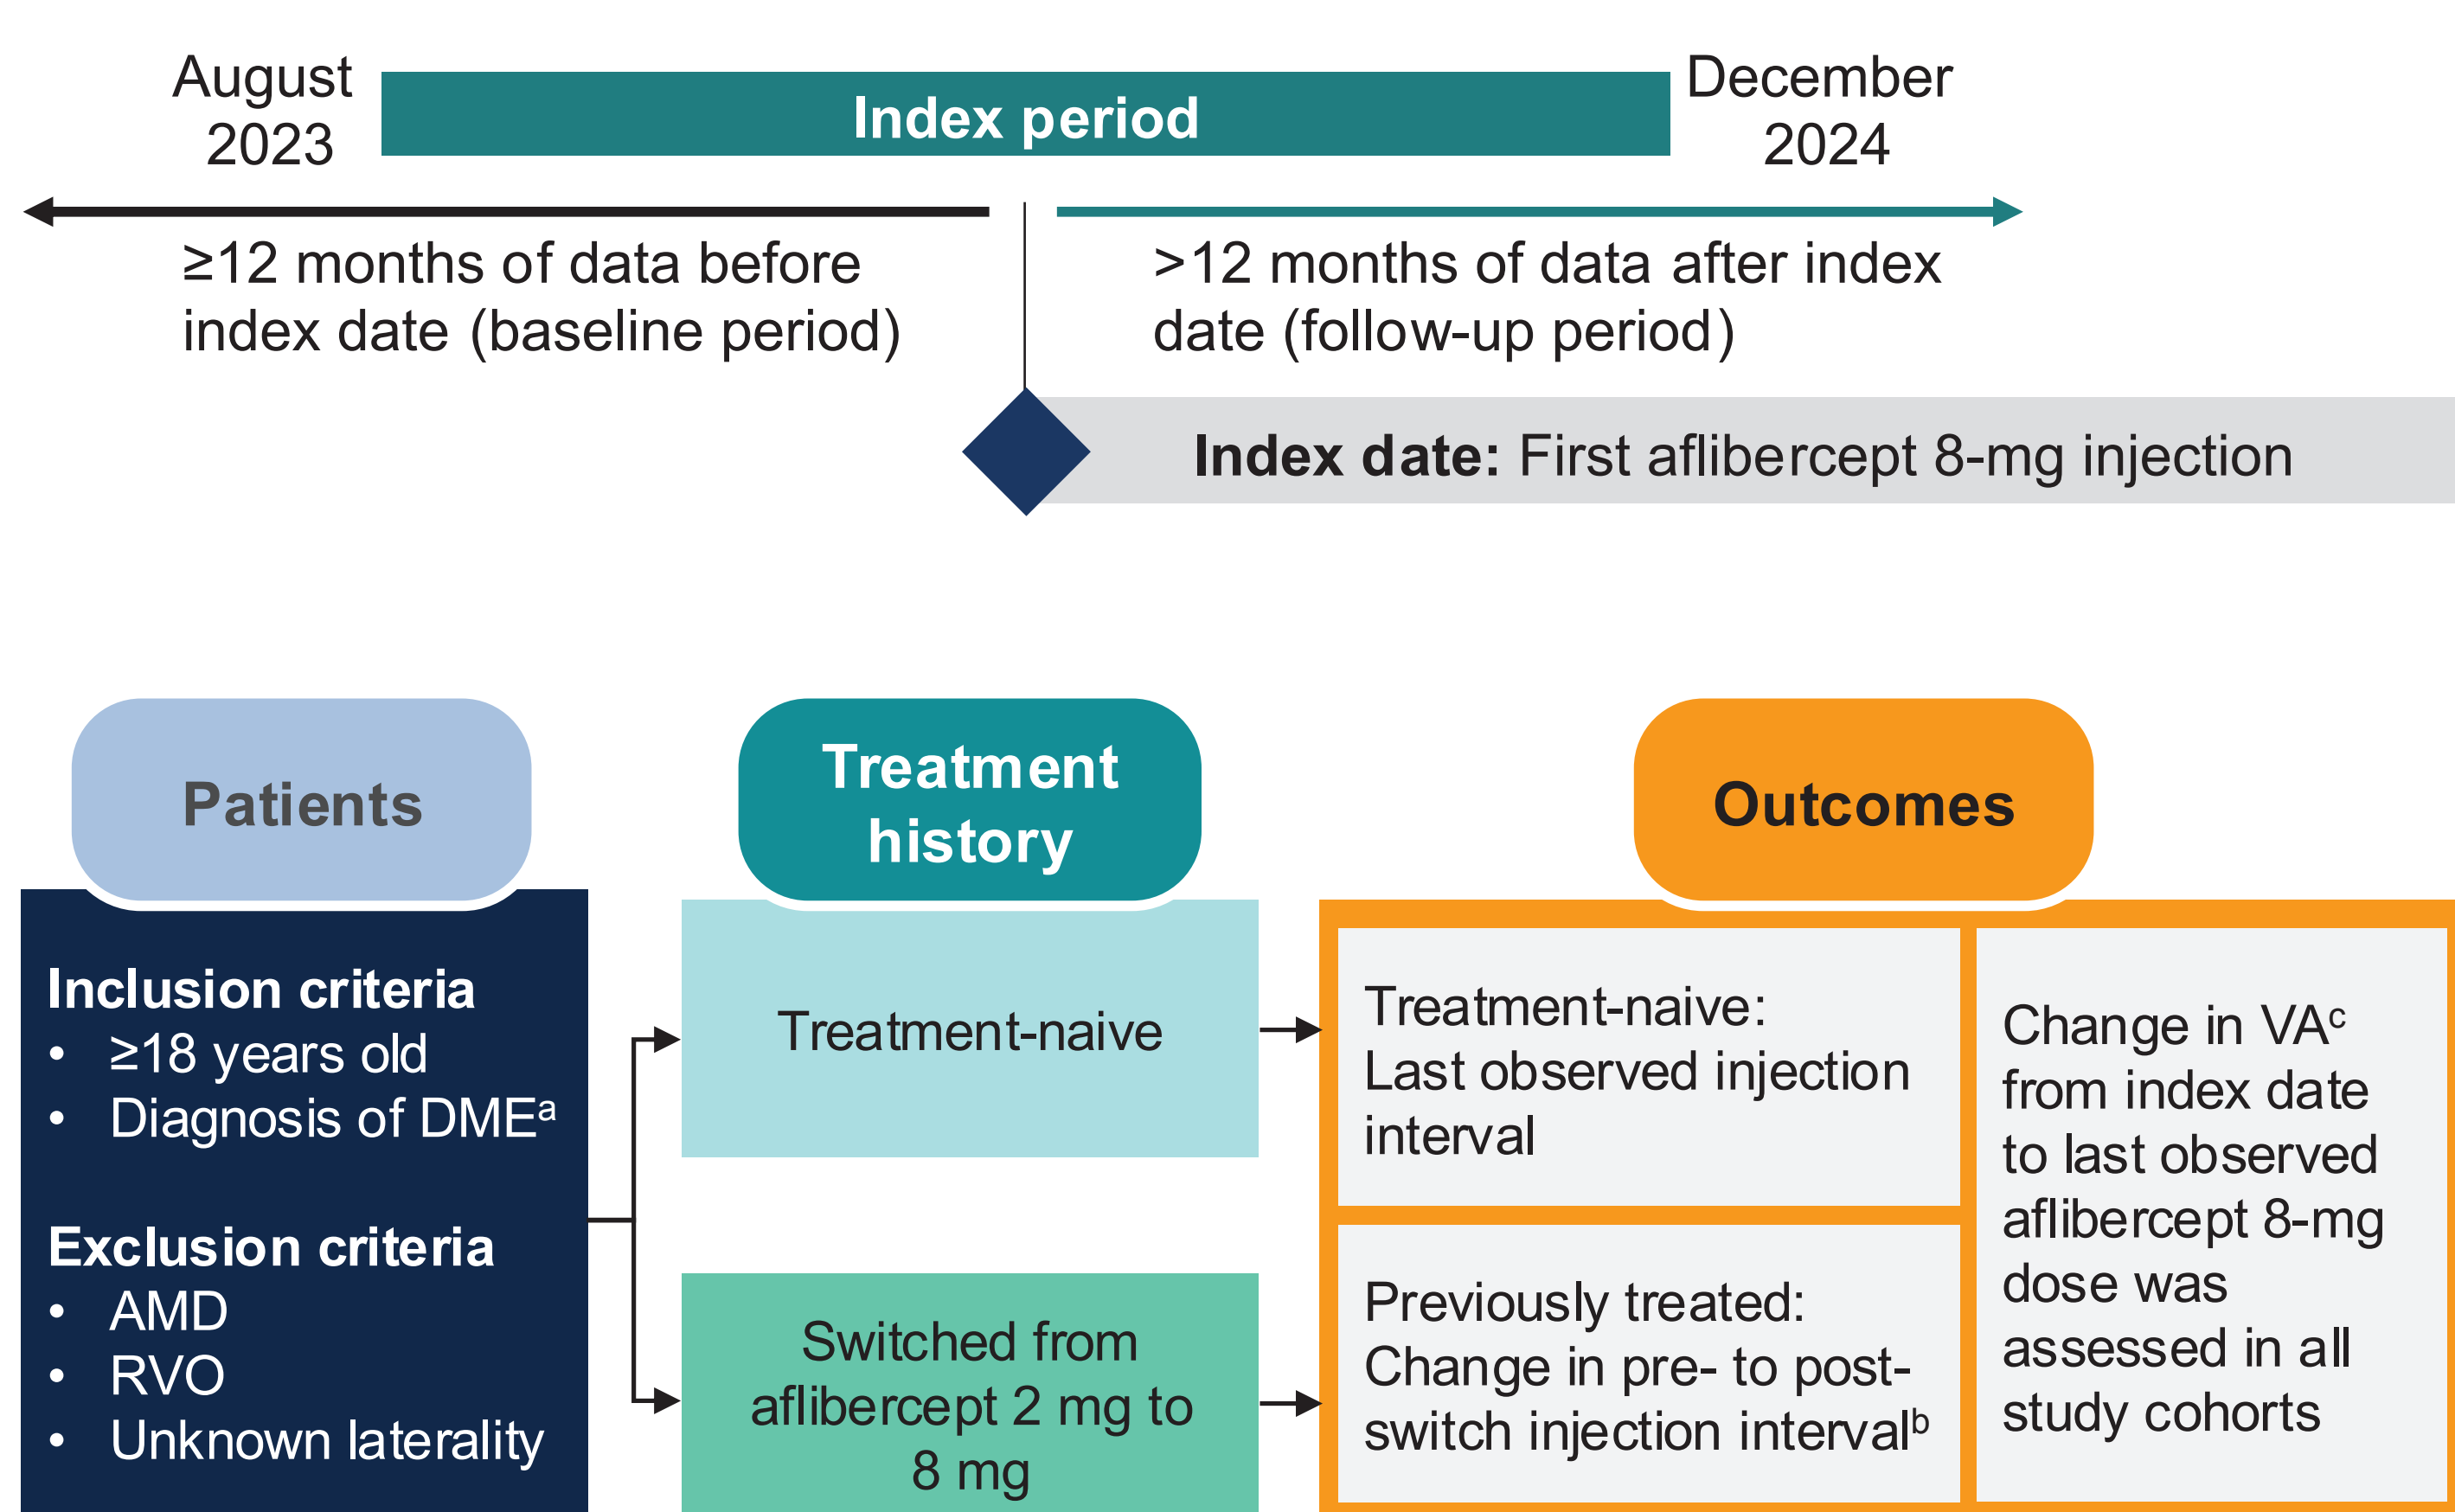 August
2023
Index period
December
2024
≥12 months of data before
index date (baseline period)
>12 months of data after index
date (follow-up period)
Index date: First aflibercept 8-mg injection
Patients
Inclusion criteria
• ≥18 years old
• Diagnosis of DMEᵃ
Exclusion criteria
• AMD
• RVO
• Unknown laterality
Treatment
history
Treatment-naive
Switched from
aflibercept 2 mg to
8 mg
Outcomes
Treatment-naive:
Last observed injection
interval
Previously treated:
Change in pre- to post-
switch injection intervalᵇ
Change in VAᶜ
from index date
to last observed
aflibercept 8-mg
dose was
assessed in all
study cohorts